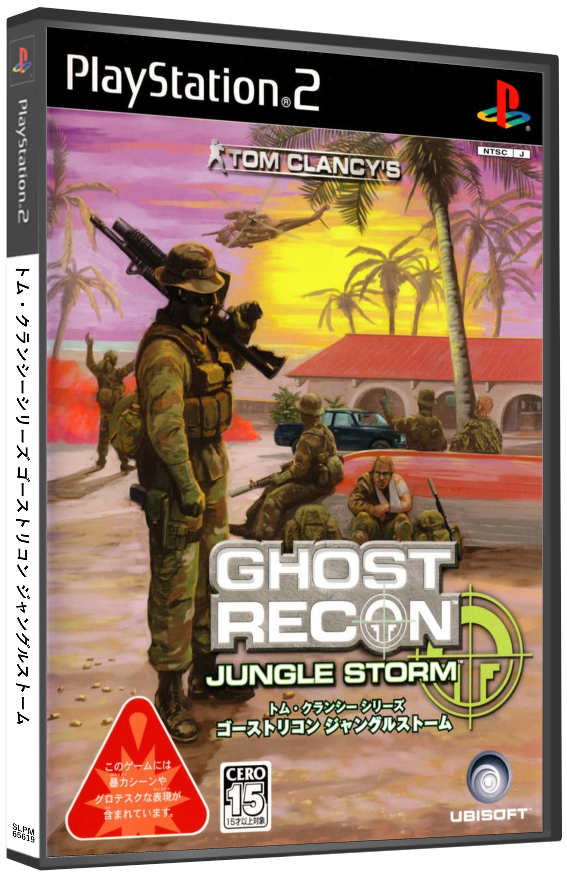 PlayStation®2
NTSC J
TOM CLANCY'S
GHOST
RECON™
JUNGLE STORM™
トム・クランシー シリーズ
ゴーストリコン ジャングルストーム
このゲームには
暴力シーンや
グロテスクな表現が
含まれています。
CERO
15
15才以上対象
UBISOFT™
PlayStation®2
トム・クランシーシリーズ ゴーストリコン ジャングルストーム
SLPM
65619